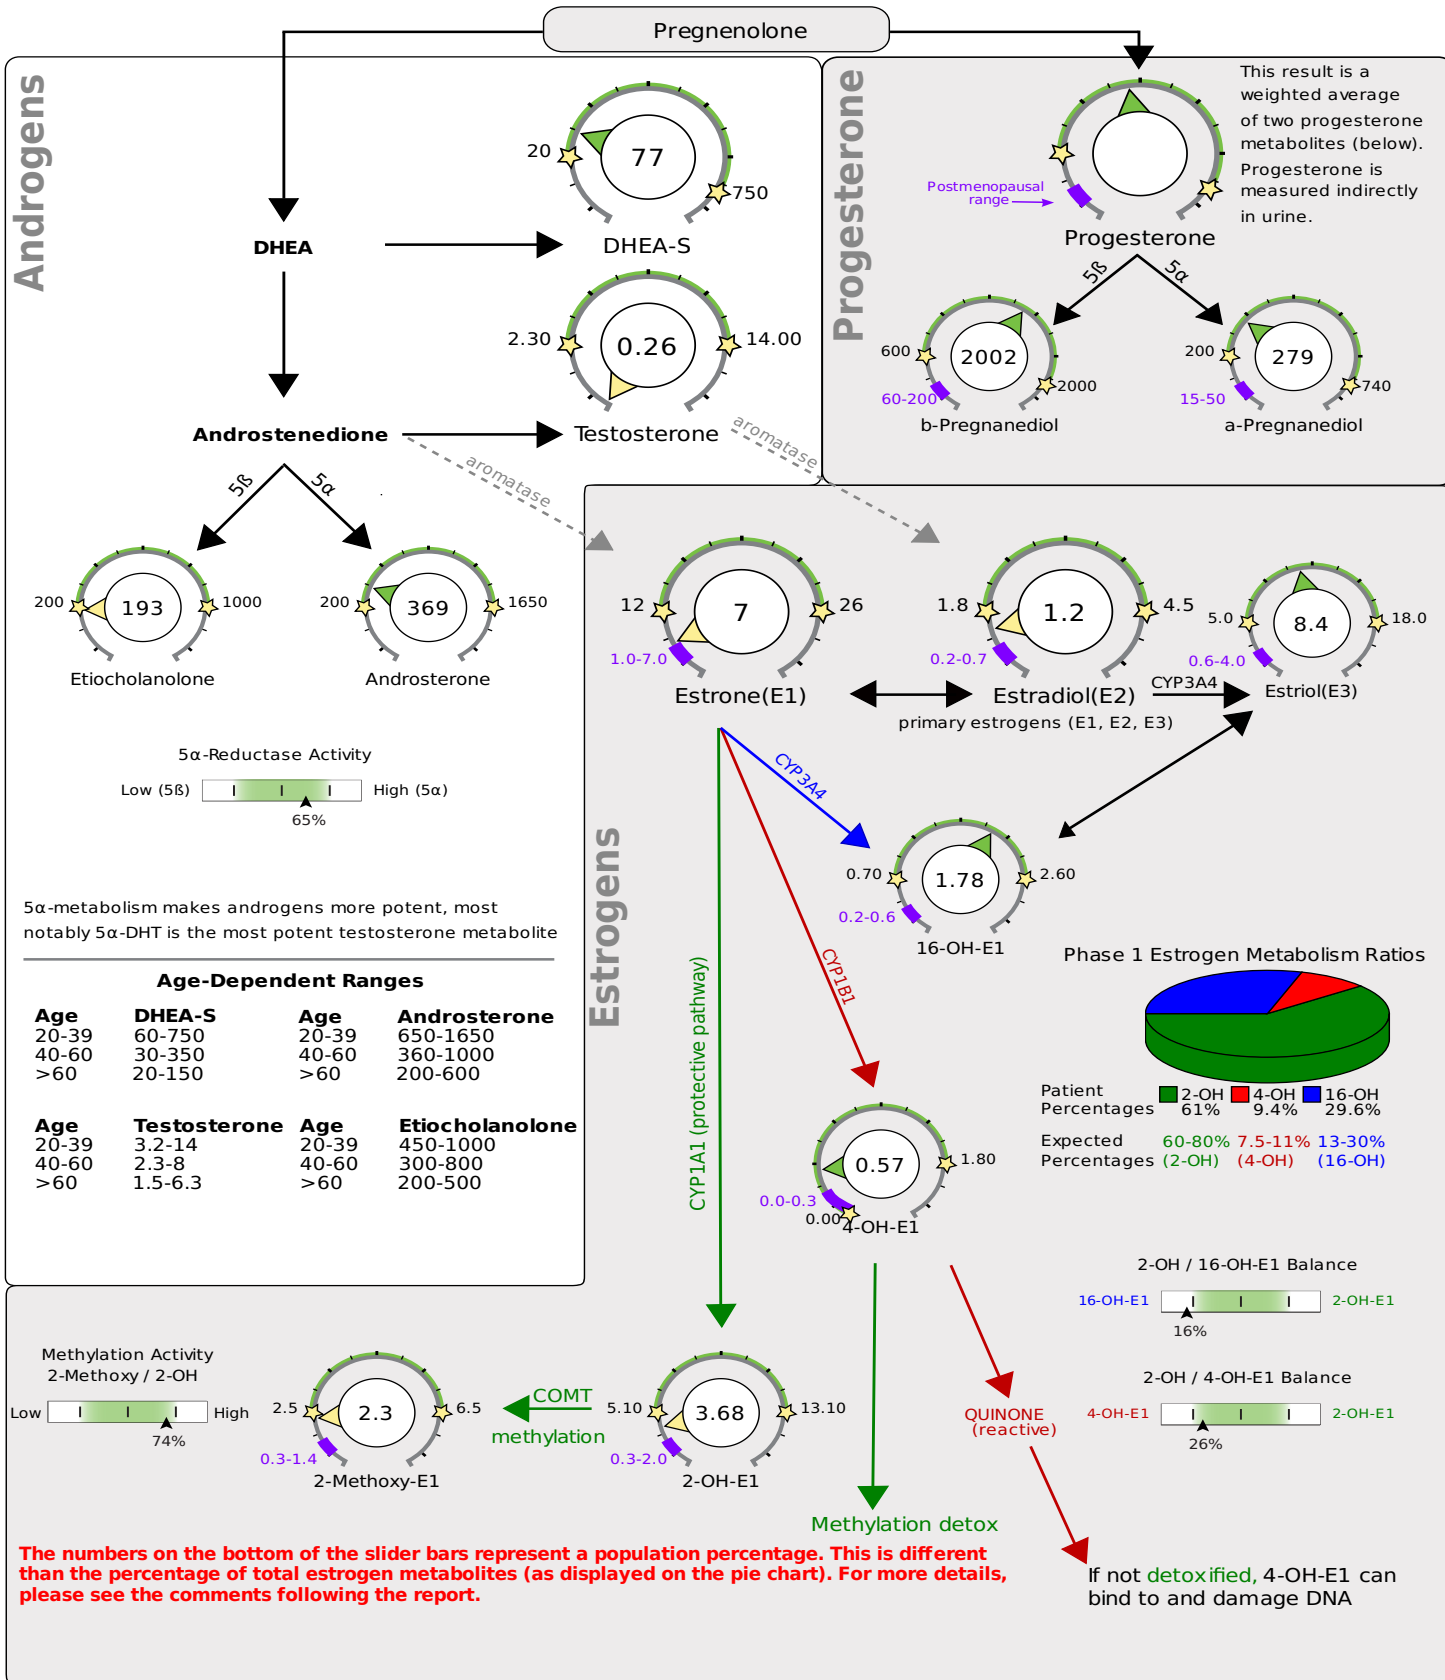 Pregnenolone
Androgens
20
77
750
DHEA-S
DHEA
2.30
0.26
14.00
Testosterone
Androstenedione
aromatase
aromatase
5ß
5α
200
193
1000
Etiocholanolone
200
369
1650
Androsterone
5α-Reductase Activity
Low (5ß)
High (5α)
65%
5α-metabolism makes androgens more potent, most
notably 5α-DHT is the most potent testosterone metabolite
Age-Dependent Ranges
Age DHEA-S Age Androsterone
20-39 60-750 20-39 650-1650
40-60 30-350 40-60 360-1000
>60 20-150 >60 200-600
Age Testosterone Age Etiocholanolone
20-39 3.2-14 20-39 450-1000
40-60 2.3-8 40-60 300-800
>60 1.5-6.3 >60 200-500
Progesterone
This result is a
weighted average
of two progesterone
metabolites (below).
Progesterone is
measured indirectly
in urine.
Postmenopausal
range
Progesterone
5ß
5α
600
2002
2000
60-200
b-Pregnanediol
200
279
740
15-50
a-Pregnanediol
Estrogens
12
7
26
1.0-7.0
Estrone(E1)
1.8
1.2
4.5
0.2-0.7
Estradiol(E2)
CYP3A4
5.0
8.4
18.0
0.6-4.0
Estriol(E3)
primary estrogens (E1, E2, E3)
CYP3A4
0.70
1.78
2.60
0.2-0.6
16-OH-E1
CYP1B1
CYP1A1 (protective pathway)
Phase 1 Estrogen Metabolism Ratios
Patient
Percentages
2-OH 4-OH 16-OH
61% 9.4% 29.6%
Expected
Percentages
60-80% 7.5-11% 13-30%
(2-OH) (4-OH) (16-OH)
0.57
1.80
0.0-0.3
0.00
4-OH-E1
2-OH / 16-OH-E1 Balance
16-OH-E1
2-OH-E1
16%
2-OH / 4-OH-E1 Balance
4-OH-E1
2-OH-E1
26%
Methylation Activity
2-Methoxy / 2-OH
Low
High
74%
2.5
2.3
6.5
0.3-1.4
2-Methoxy-E1
COMT
methylation
5.10
3.68
13.10
0.3-2.0
2-OH-E1
QUINONE
(reactive)
Methylation detox
If not detoxified, 4-OH-E1 can
bind to and damage DNA
The numbers on the bottom of the slider bars represent a population percentage. This is different
than the percentage of total estrogen metabolites (as displayed on the pie chart). For more details,
please see the comments following the report.